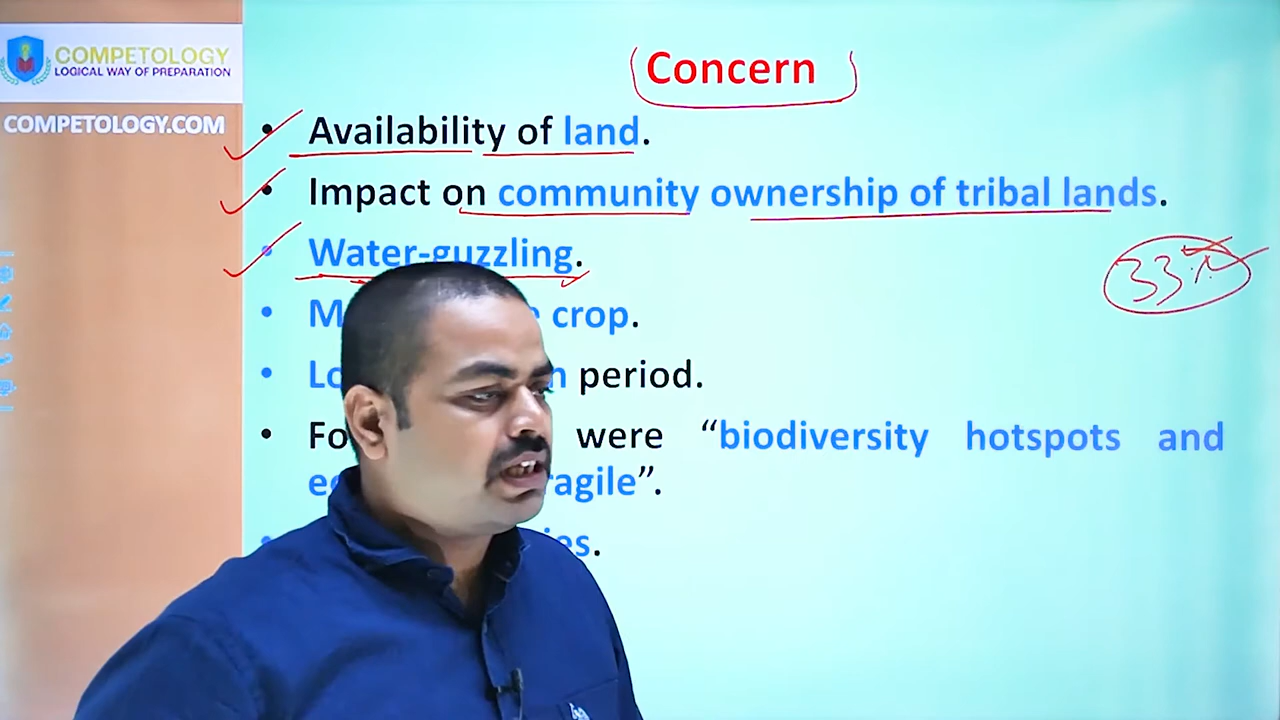 COMPETOLOGY
LOGICAL WAY OF PREPARATION
COMPETOLOGY.COM
Concern
• Availability of land.
• Impact on community ownership of tribal lands.
• Water-guzzling.
33%
• crop.
• period.
• were “biodiversity hotspots and
ragile”.